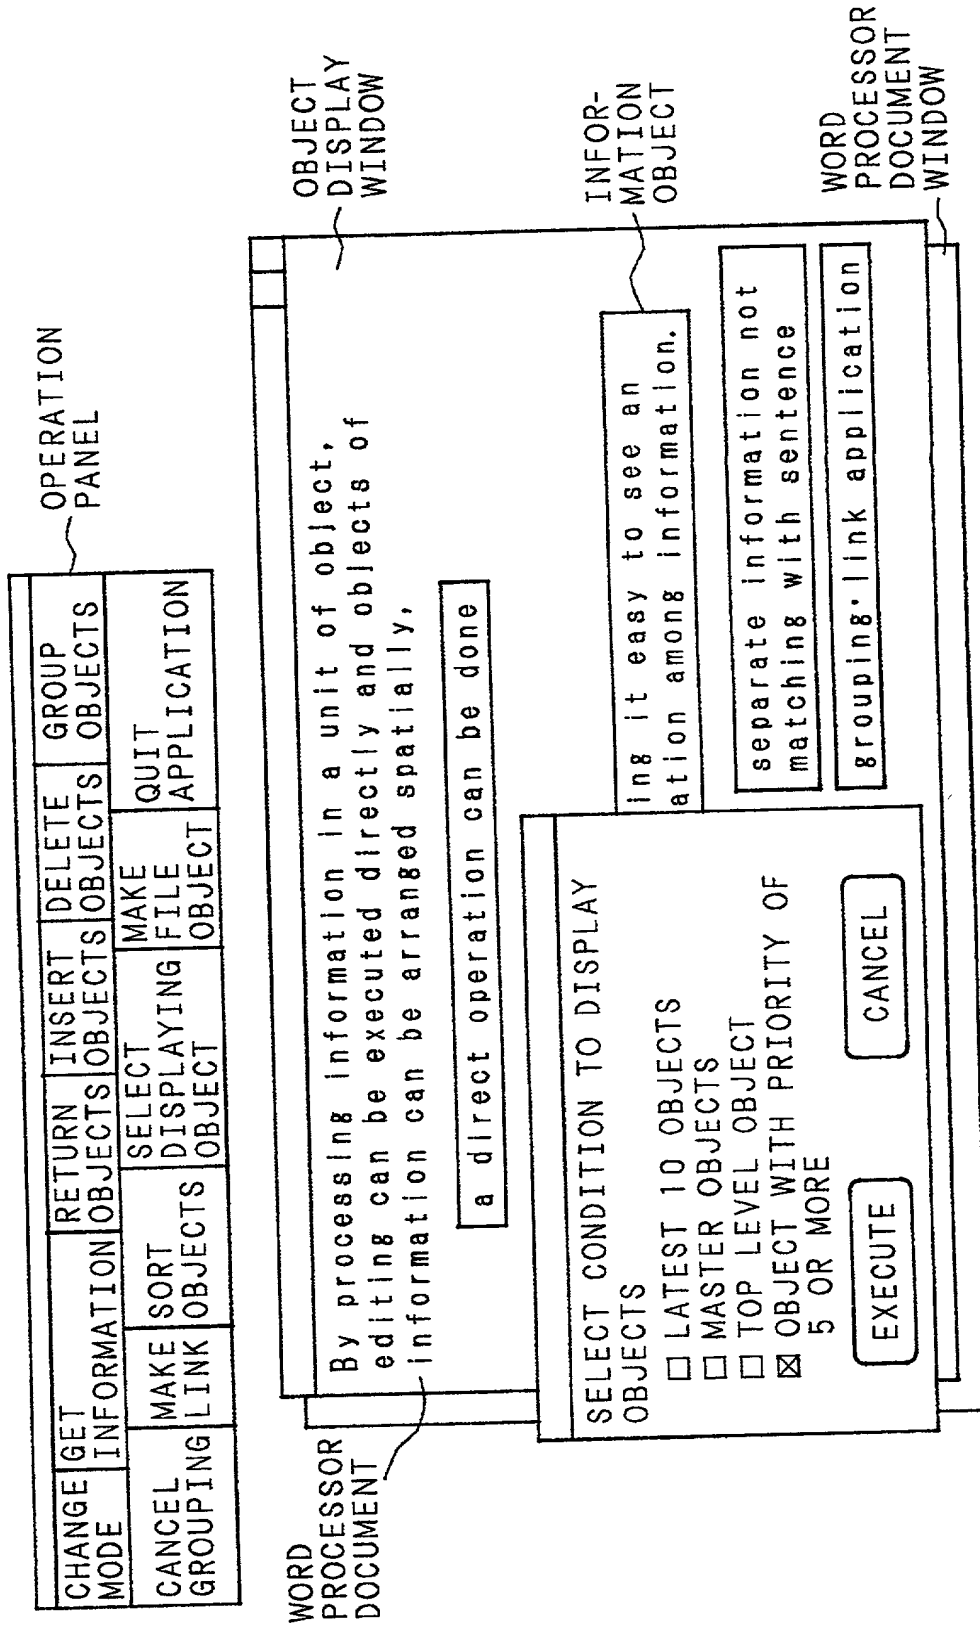 CHANGE MODE
GET INFORMATION
RETURN OBJECTS
INSERT OBJECTS
DELETE OBJECTS
GROUP OBJECTS
CANCEL GROUPING
MAKE LINK
SORT OBJECTS
SELECT DISPLAYING OBJECT
MAKE FILE OBJECT
QUIT APPLICATION
OPERATION
PANEL
OBJECT
DISPLAY
WINDOW
WORD
PROCESSOR
DOCUMENT
By processing information in a unit of object,
editing can be executed directly and objects of
information can be arranged spatially,
a direct operation can be done
ing it easy to see an
ation among information.
INFOR-
MATION
OBJECT
separate information not
matching with sentence
grouping·link application
SELECT CONDITION TO DISPLAY
OBJECTS
☐ LATEST 10 OBJECTS
☐ MASTER OBJECTS
☐ TOP LEVEL OBJECT
☒ OBJECT WITH PRIORITY OF
5 OR MORE
EXECUTE
CANCEL
WORD
PROCESSOR
DOCUMENT
WINDOW